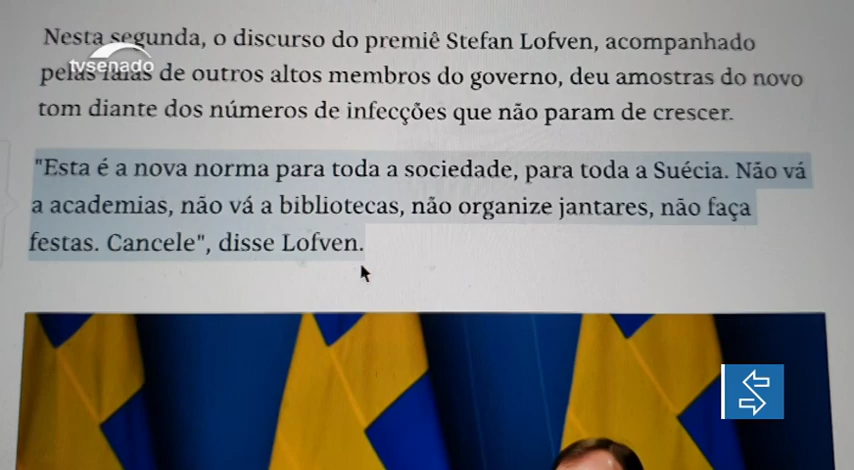 Nesta segunda, o discurso do premiê Stefan Lofven, acompanhado
tvsenado
pelas falas de outros altos membros do governo, deu amostras do novo
tom diante dos números de infecções que não param de crescer.
"Esta é a nova norma para toda a sociedade, para toda a Suécia. Não vá
a academias, não vá a bibliotecas, não organize jantares, não faça
festas. Cancele", disse Lofven.